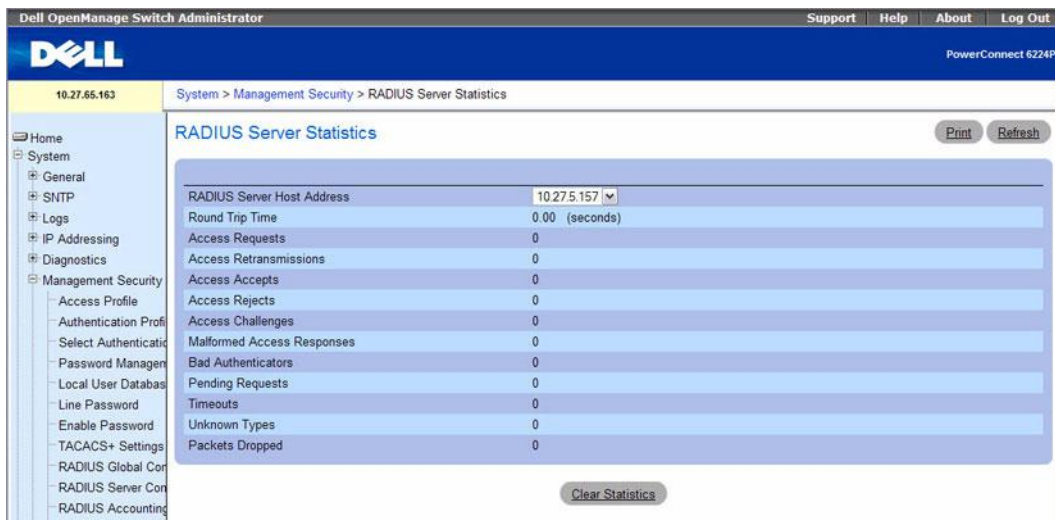 Dell OpenManage Switch Administrator Support Help About Log Out
DELL
PowerConnect 6224P
10.27.65.163
System > Management Security > RADIUS Server Statistics
Home
System
General
SNTP
Logs
IP Addressing
Diagnostics
Management Security
Access Profile
Authentication Profi
Select Authenticatio
Password Managem
Local User Databas
Line Password
Enable Password
TACACS+ Settings
RADIUS Global Con
RADIUS Server Con
RADIUS Accounting
RADIUS Server Statistics
Print Refresh
RADIUS Server Host Address 10.27.5.157
Round Trip Time 0.00 (seconds)
Access Requests 0
Access Retransmissions 0
Access Accepts 0
Access Rejects 0
Access Challenges 0
Malformed Access Responses 0
Bad Authenticators 0
Pending Requests 0
Timeouts 0
Unknown Types 0
Packets Dropped 0
Clear Statistics